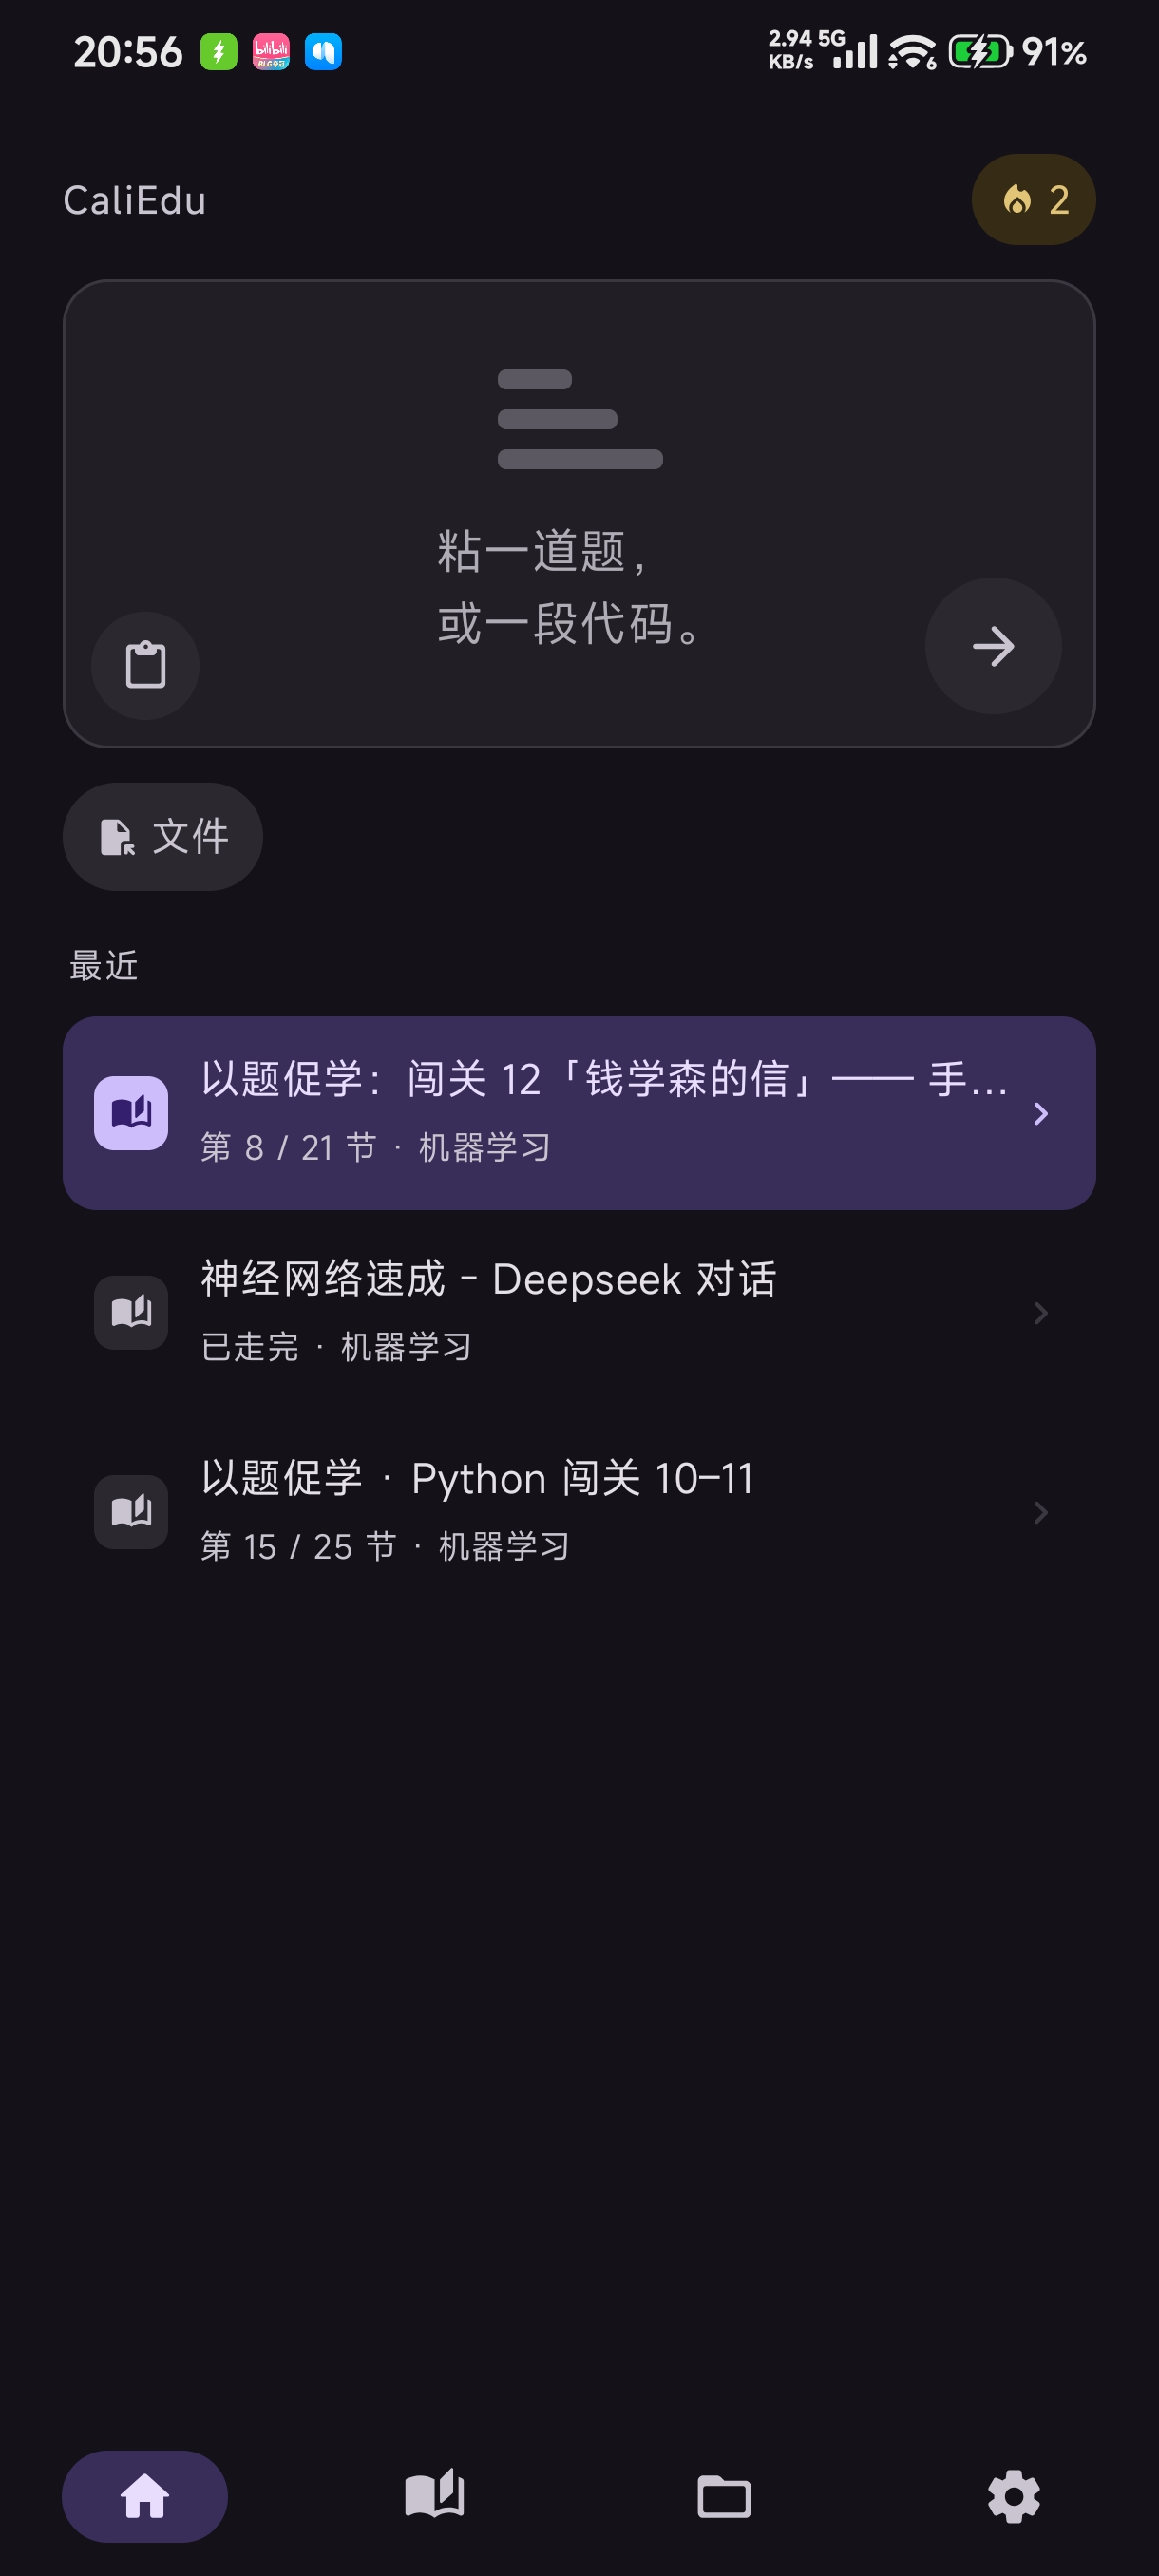 20:56
2.94 5G
KB/s
6
91%
CaliEdu
2
粘一道题，
或一段代码。
文件
最近
以题促学：闯关 12「钱学森的信」—— 手…
第 8 / 21 节 · 机器学习
神经网络速成 - Deepseek 对话
已走完 · 机器学习
以题促学 · Python 闯关 10–11
第 15 / 25 节 · 机器学习